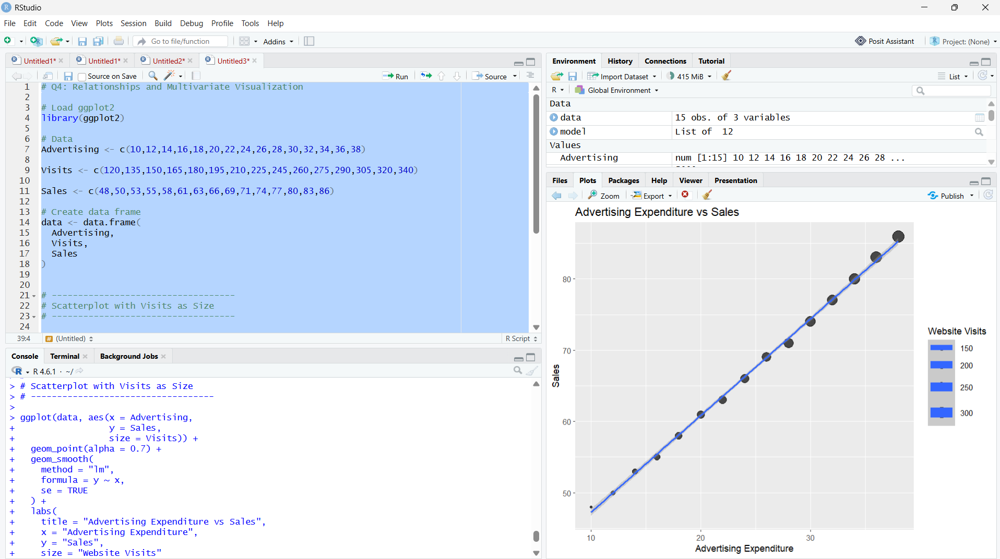 RStudio
File Edit Code View Plots Session Build Debug Profile Tools Help
Go to file/function Addins Posit Assistant Project: (None)
Untitled1* Untitled1* Untitled2* Untitled3*
Source on Save Run Source
1 # Q4: Relationships and Multivariate Visualization
2
3 # Load ggplot2
4 library(ggplot2)
5
6 # Data
7 Advertising <- c(10,12,14,16,18,20,22,24,26,28,30,32,34,36,38)
8
9 Visits <- c(120,135,150,165,180,195,210,225,245,260,275,290,305,320,340)
10
11 Sales <- c(48,50,53,55,58,61,63,66,69,71,74,77,80,83,86)
12
13 # Create data frame
14 data <- data.frame(
15   Advertising,
16   Visits,
17   Sales
18 )
19
20
21 # -----------------------------------
22 # Scatterplot with Visits as Size
23 # -----------------------------------
24
39:4 # (Untitled) R Script
Console Terminal Background Jobs
R R 4.6.1 · ~/
> # Scatterplot with Visits as Size
> # -----------------------------------
>
> ggplot(data, aes(x = Advertising,
+                  y = Sales,
+                  size = Visits)) +
+   geom_point(alpha = 0.7) +
+   geom_smooth(
+     method = "lm",
+     formula = y ~ x,
+     se = TRUE
+   ) +
+   labs(
+     title = "Advertising Expenditure vs Sales",
+     x = "Advertising Expenditure",
+     y = "Sales",
+     size = "Website Visits"
Environment History Connections Tutorial
Import Dataset 415 MiB List
R Global Environment
Data
data 15 obs. of 3 variables
model List of 12
Values
Advertising num [1:15] 10 12 14 16 18 20 22 24 26 28 ...
Files Plots Packages Help Viewer Presentation
Zoom Export Publish
Advertising Expenditure vs Sales
80
70
60
50
Sales
10 20 30
Advertising Expenditure
Website Visits
150
200
250
300